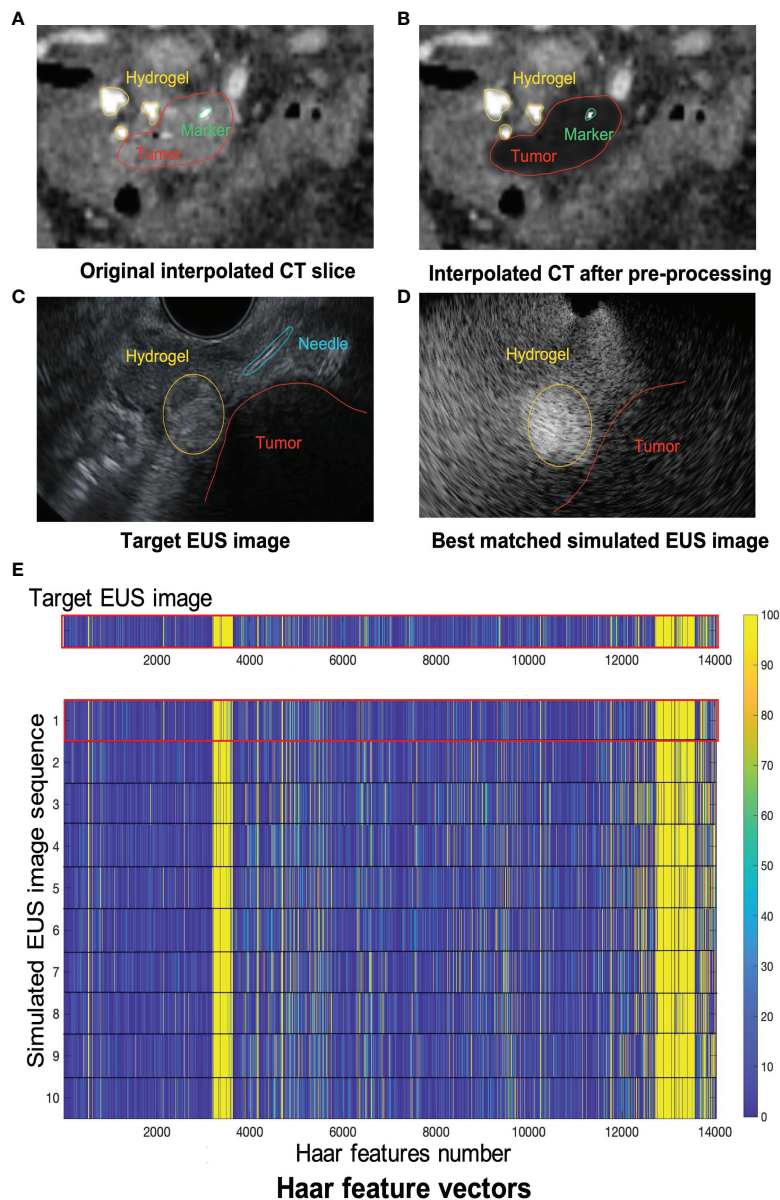 A
B
Hydrogel
Marker
Tumor
Hydrogel
Marker
Tumor
Original interpolated CT slice
Interpolated CT after pre-processing
C
D
Hydrogel
Needle
Tumor
Hydrogel
Tumor
Target EUS image
Best matched simulated EUS image
E
Target EUS image
2000 4000 6000 8000 10000 12000 14000
Simulated EUS image sequence
1
2
3
4
5
6
7
8
9
10
2000 4000 6000 8000 10000 12000 14000
Haar features number
Haar feature vectors
100
90
80
70
60
50
40
30
20
10
0